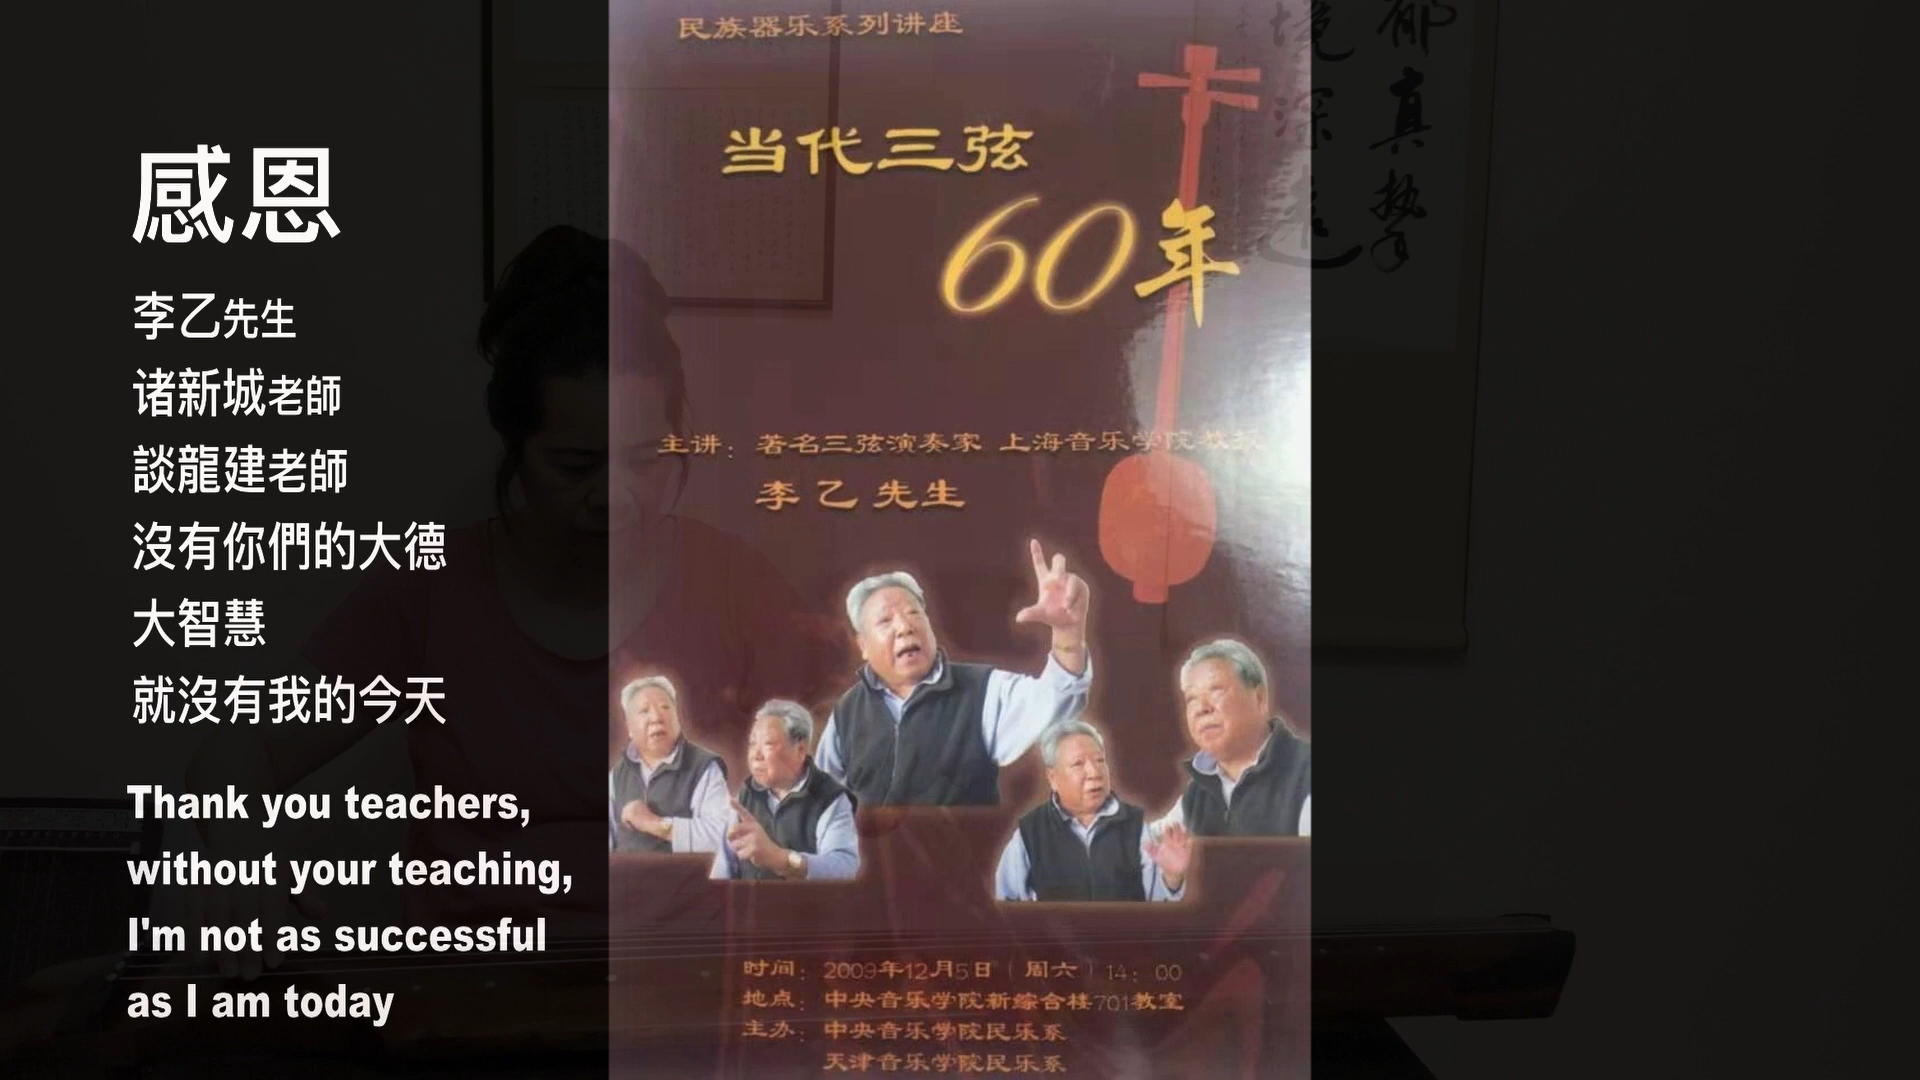 感恩
李乙先生
诸新城老師
談龍建老師
沒有你們的大德
大智慧
就沒有我的今天
Thank you teachers,
without your teaching,
I'm not as successful
as I am today
民族器乐系列讲座
当代三弦
60年
主讲：著名三弦演奏家 上海音乐学院教授
李乙先生
时间：2009年12月5日（周六）14：00
地点：中央音乐学院新综合楼701教室
主办：中央音乐学院民乐系
天津音乐学院民乐系
境深
真摯